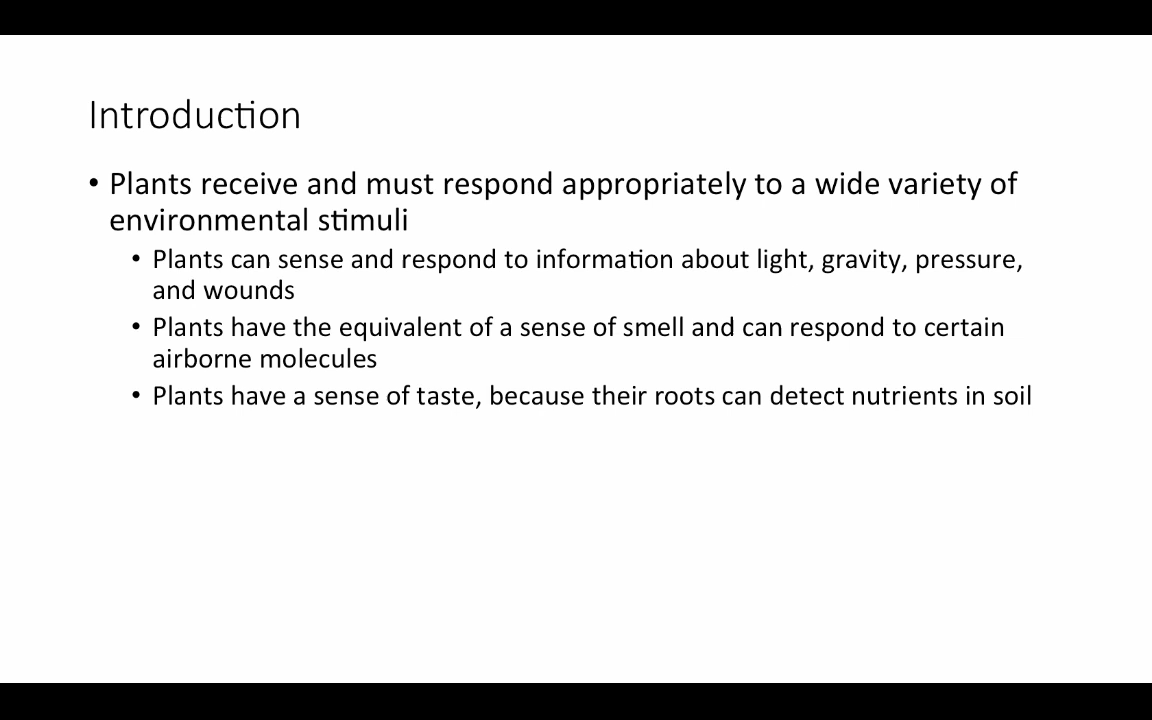 Introduction
• Plants receive and must respond appropriately to a wide variety of
environmental stimuli
• Plants can sense and respond to information about light, gravity, pressure,
and wounds
• Plants have the equivalent of a sense of smell and can respond to certain
airborne molecules
• Plants have a sense of taste, because their roots can detect nutrients in soil